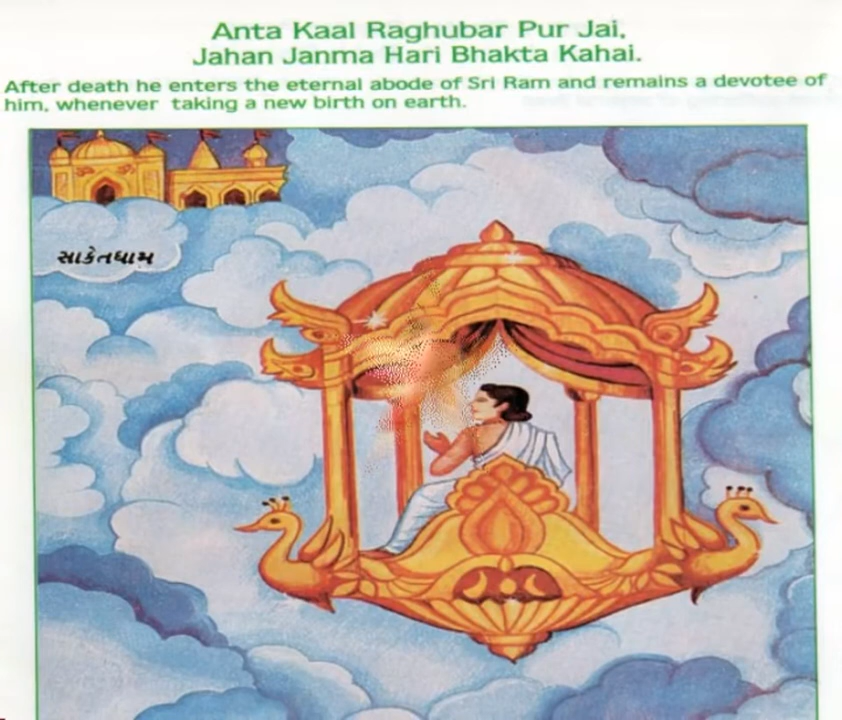 Anta Kaal Raghubar Pur Jai,
Jahan Janma Hari Bhakta Kahai.
After death he enters the eternal abode of Sri Ram and remains a devotee of
him, whenever taking a new birth on earth.
સાકેતધામ